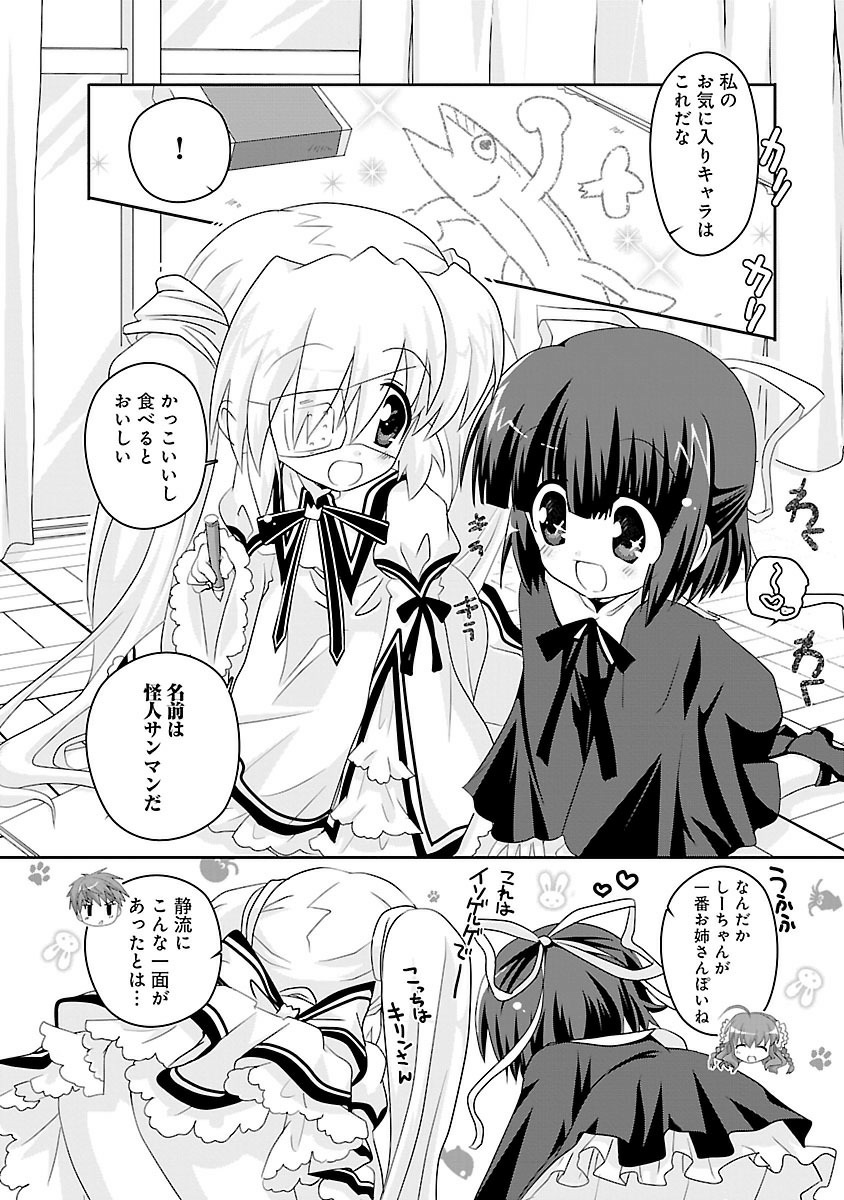 私の
お気に入りキャラは
これだな
カリ
カリ
！
かっこいいし
食べると
おいしい
キラ
キラ
わく
わく
名前は
怪人サンマンだ
うふふ
なんだか
しーちゃんが
一番お姉さんぽいね
これは
イソゲルゲで〜
こっちは
キリンさん
静流に
こんな一面が
あったとは…